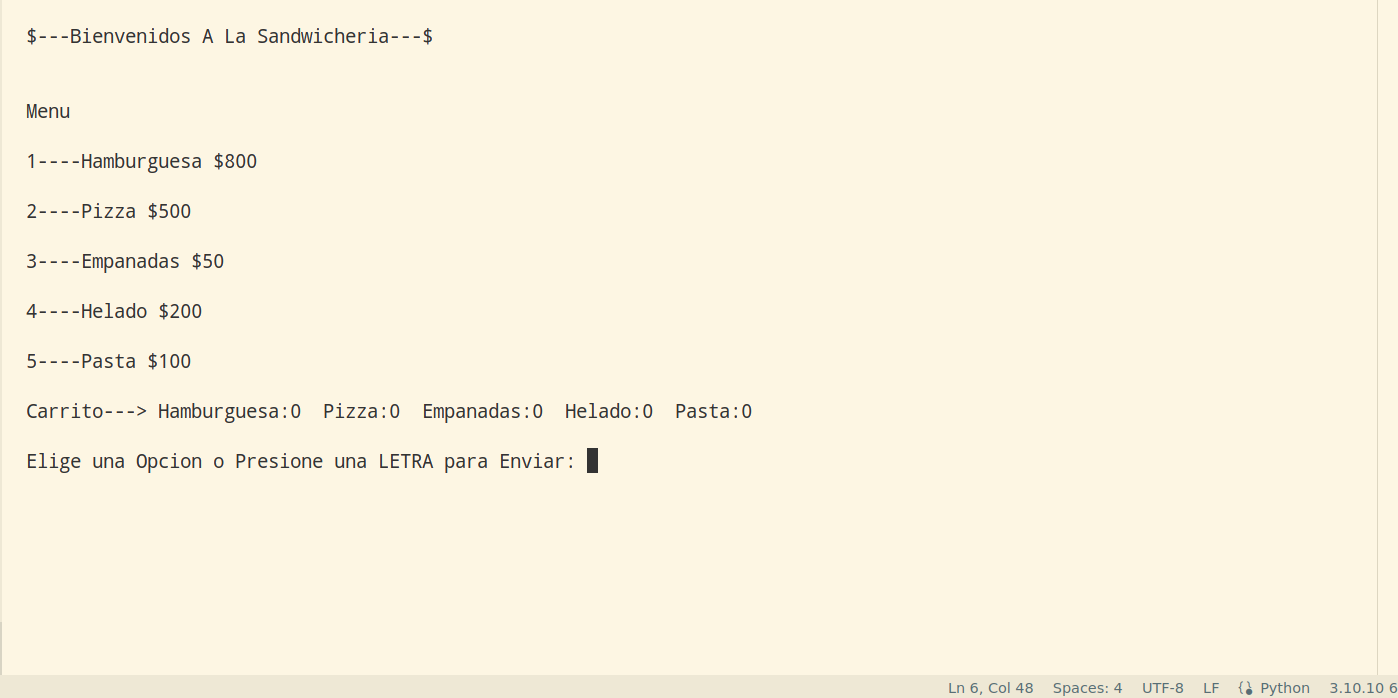 $---Bienvenidos A La Sandwicheria---$
Menu
1----Hamburguesa $800
2----Pizza $500
3----Empanadas $50
4----Helado $200
5----Pasta $100
Carrito---> Hamburguesa:0  Pizza:0  Empanadas:0  Helado:0  Pasta:0
Elige una Opcion o Presione una LETRA para Enviar:
Ln 6, Col 48 Spaces: 4 UTF-8 LF Python 3.10.10 6